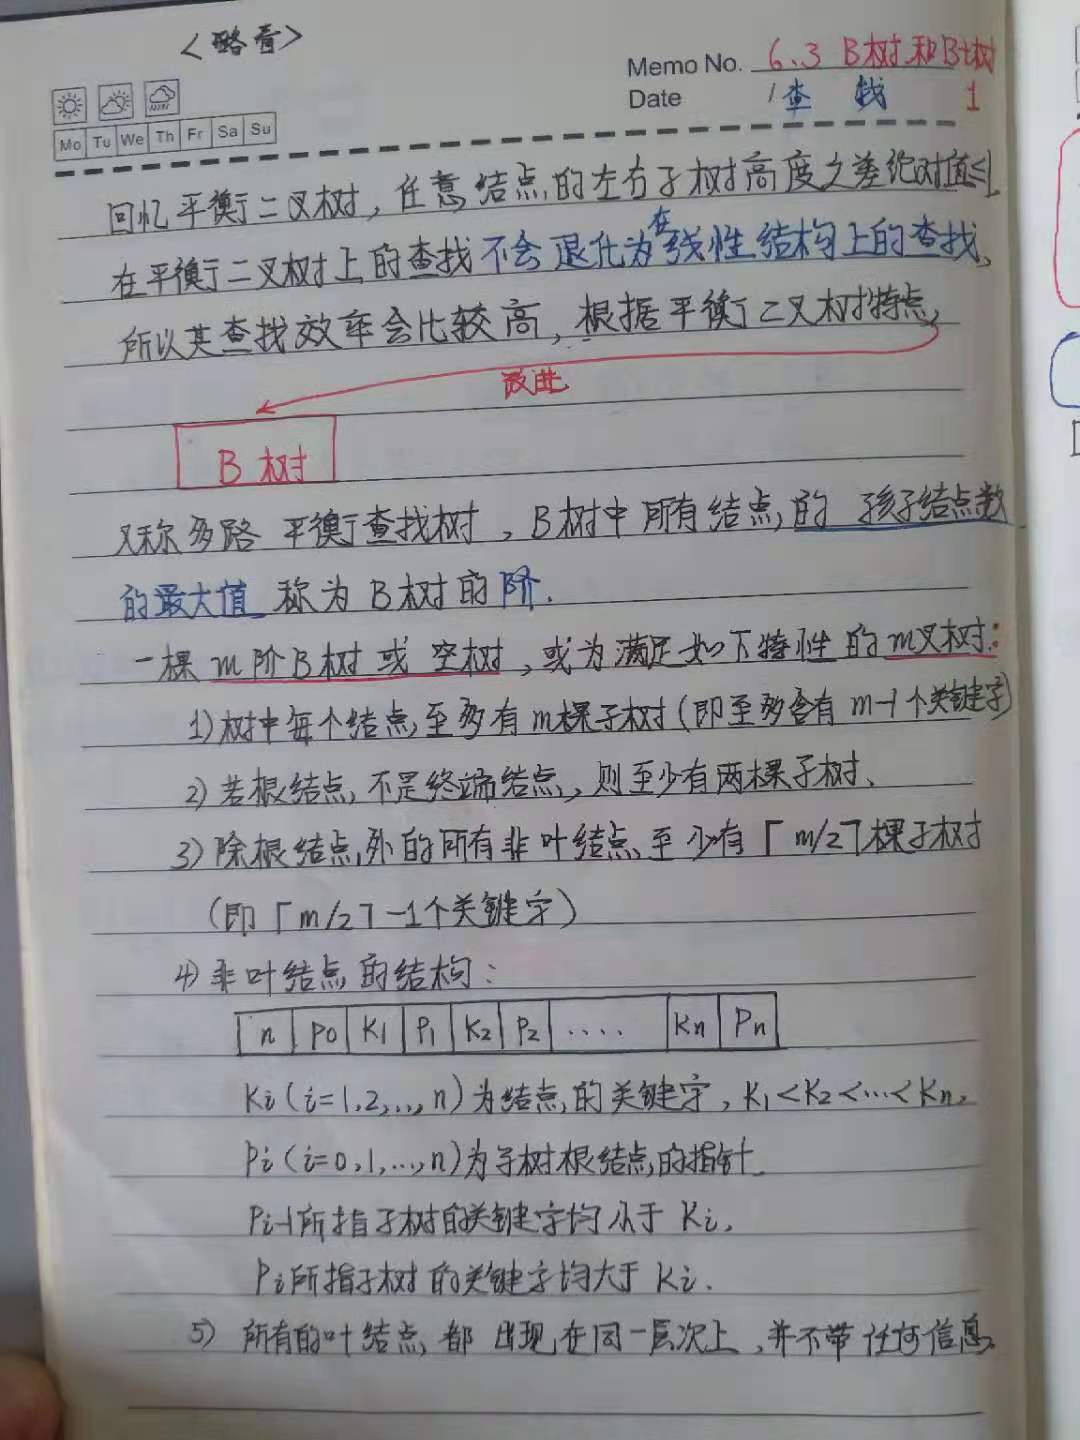 <略看>
Memo No. 6.3 B树和B+树
Date / 查 找 1
Mo Tu We Th Fr Sa Su
回忆平衡二叉树，任意结点的左右子树高度之差绝对值≤1.
在平衡二叉树上的查找不会退化为在线性结构上的查找，
所以其查找效率会比较高，根据平衡二叉树特点，
改进
B 树
又称多路平衡查找树，B树中所有结点的 孩子结点数
的最大值 称为B树的阶.
一棵m阶B树或 空树，或为满足如下特性的m叉树：
1) 树中每个结点至多有m棵子树(即至多含有m-1个关键字)
2) 若根结点不是终端结点，则至少有两棵子树、
3) 除根结点外的所有非叶结点至少有⌈m/2⌉棵子树
(即⌈m/2⌉-1个关键字)
4) 非叶结点的结构：
n P0 K1 P1 K2 P2 .... Kn Pn
Ki (i=1,2,..,n)为结点的关键字，K1<K2<…<Kn,
Pi (i=0,1,...,n)为子树根结点的指针
Pi-1所指子树的关键字均小于 Ki,
Pi所指子树的关键字均大于 Ki.
5) 所有的叶结点都出现在同一层次上，并不带任何信息.